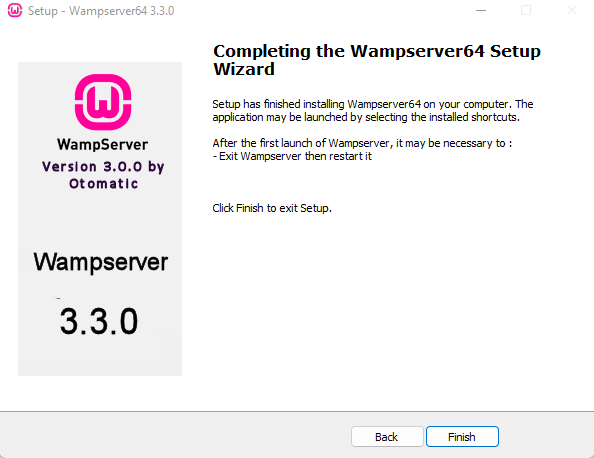 Setup - Wampserver64 3.3.0
Completing the Wampserver64 Setup
Wizard
Setup has finished installing Wampserver64 on your computer. The
application may be launched by selecting the installed shortcuts.
After the first launch of Wampserver, it may be necessary to :
- Exit Wampserver then restart it
Click Finish to exit Setup.
WampServer
Version 3.0.0 by
Otomatic
Wampserver
3.3.0
Back
Finish